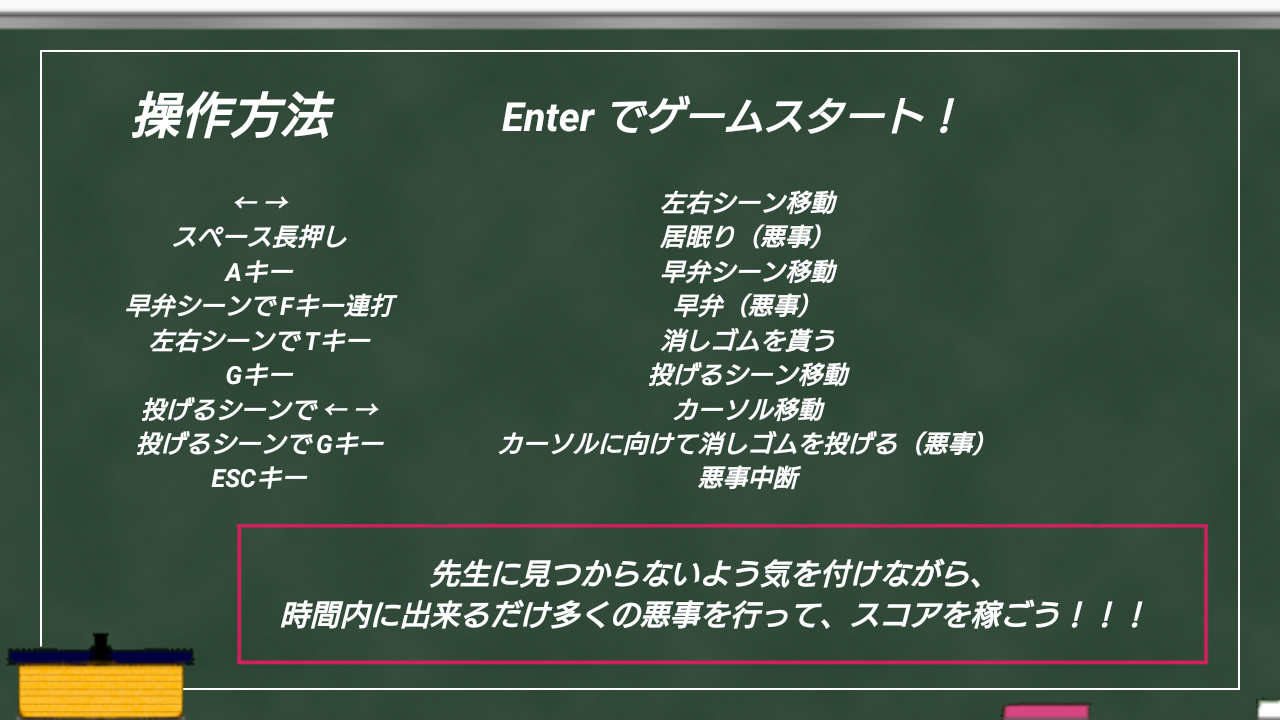 操作方法 Enter でゲームスタート！
← → 左右シーン移動
スペース長押し 居眠り（悪事）
Aキー 早弁シーン移動
早弁シーンでFキー連打 早弁（悪事）
左右シーンでTキー 消しゴムを貰う
Gキー 投げるシーン移動
投げるシーンで ← → カーソル移動
投げるシーンでGキー カーソルに向けて消しゴムを投げる（悪事）
ESCキー 悪事中断
先生に見つからないよう気を付けながら、
時間内に出来るだけ多くの悪事を行って、スコアを稼ごう！！！